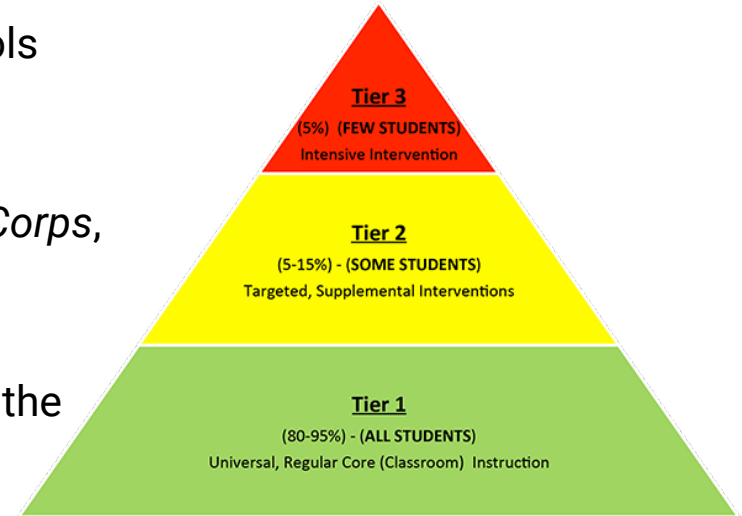 ols
Corps,
the
Tier 3
(5%) (FEW STUDENTS)
Intensive Intervention
Tier 2
(5-15%) - (SOME STUDENTS)
Targeted, Supplemental Interventions
Tier 1
(80-95%) - (ALL STUDENTS)
Universal, Regular Core (Classroom) Instruction